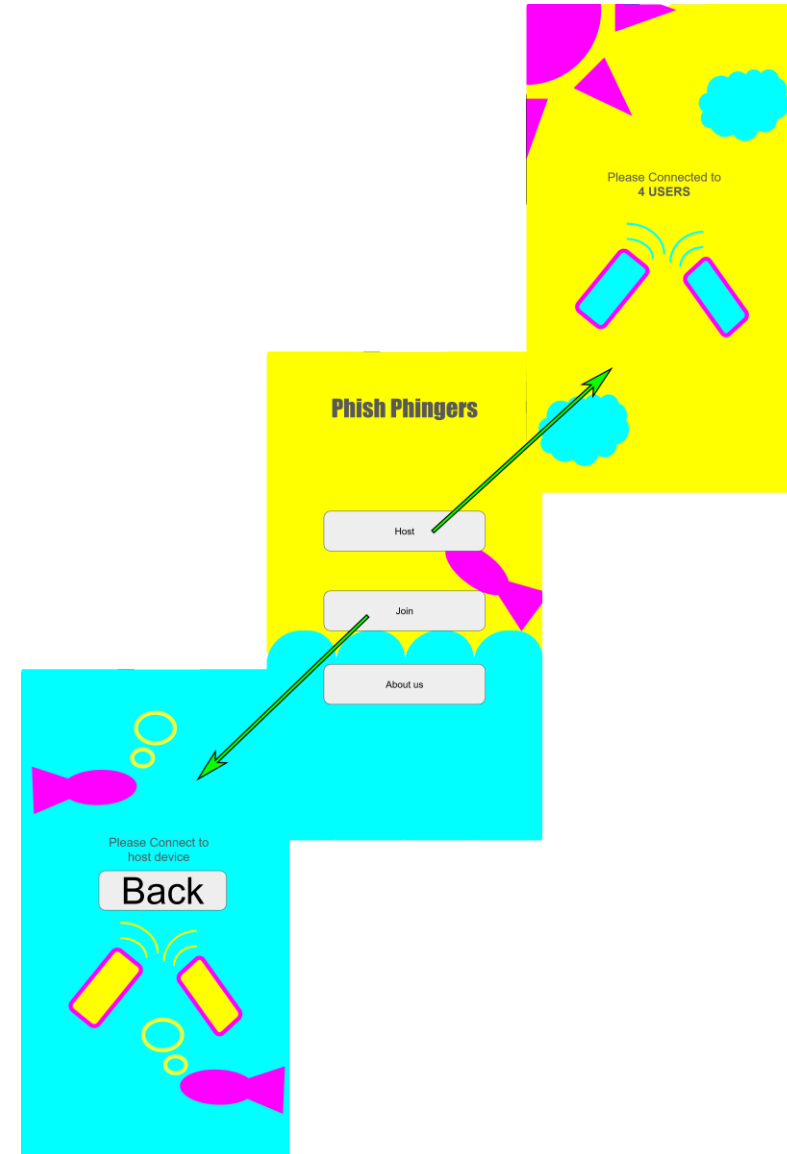 Please Connected to
4 USERS
Phish Phingers
Host
Join
About us
Please Connect to
host device
Back